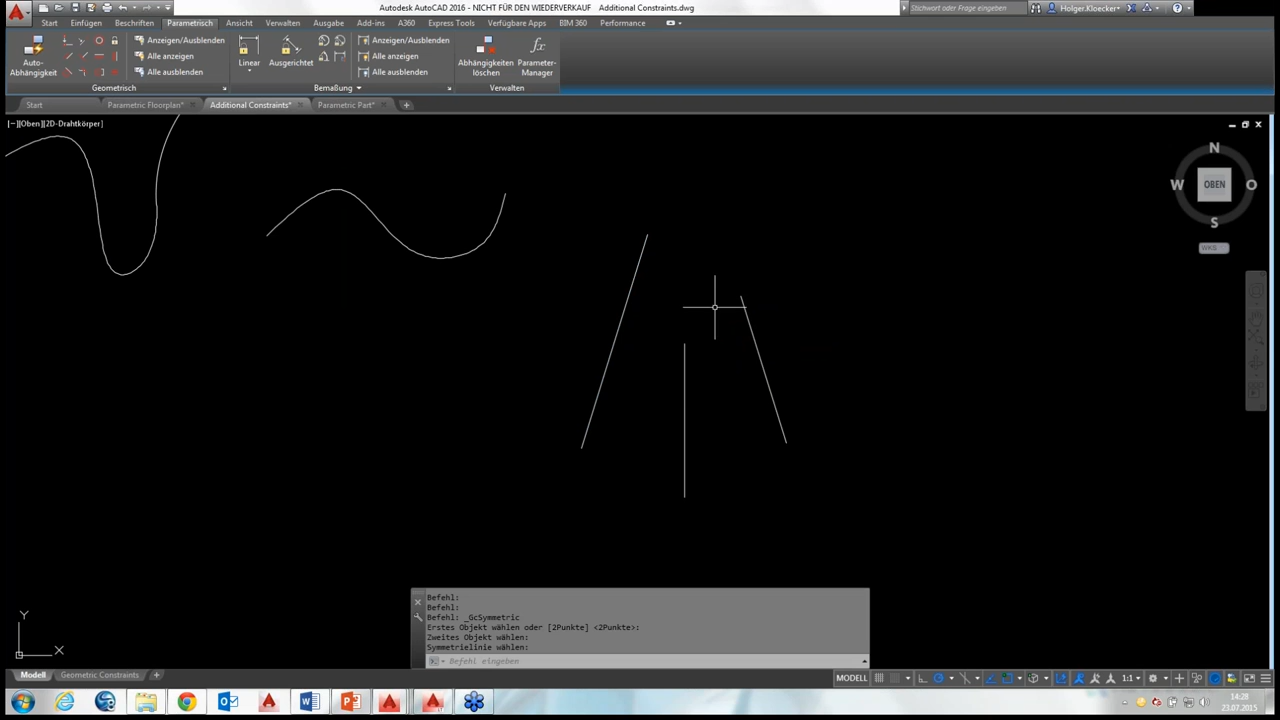 Autodesk AutoCAD 2016 - NICHT FÜR DEN WIEDERVERKAUF Additional Constraints.dwg
Stichwort oder Frage eingeben
Holger.Kloecker
Start Einfügen Beschriften Parametrisch Ansicht Verwalten Ausgabe Add-ins A360 Express Tools Verfügbare Apps BIM 360 Performance
Auto-
Abhängigkeit
Anzeigen/Ausblenden
Alle anzeigen
Alle ausblenden
Geometrisch
Linear
Ausgerichtet
Anzeigen/Ausblenden
Alle anzeigen
Alle ausblenden
Bemaßung
Abhängigkeiten
löschen
Parameter-
Manager
Verwalten
Start Parametric Floorplan* Additional Constraints* Parametric Part*
[−][Oben][2D-Drahtkörper]
N
W OBEN O
S
WKS
Y
X
Befehl:
Befehl:
Befehl: _GcSymmetric
Erstes Objekt wählen oder [2Punkte] <2Punkte>:
Zweites Objekt wählen:
Symmetrielinie wählen:
Befehl eingeben
Modell Geometric Constraints
MODELL
1:1
14:28
23.07.2015